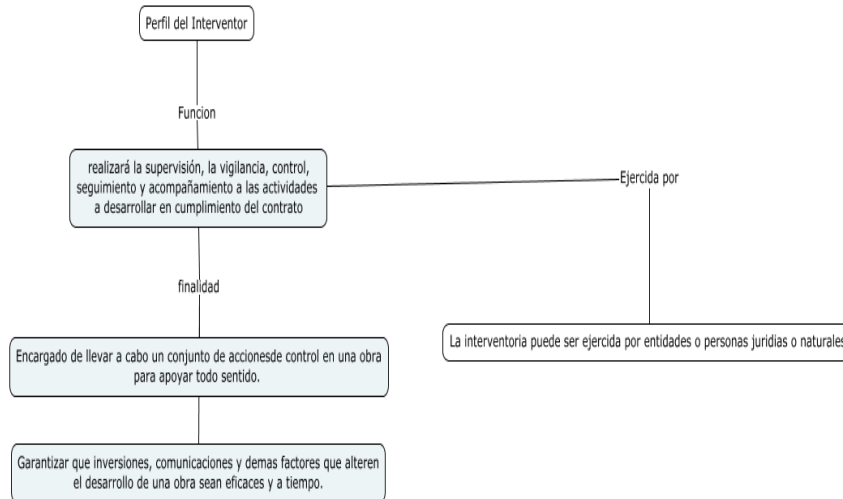 Perfil del Interventor
Funcion
realizará la supervisión, la vigilancia, control,
seguimiento y acompañamiento a las actividades
a desarrollar en cumplimiento del contrato
Ejercida por
finalidad
La interventoria puede ser ejercida por entidades o personas juridias o naturales
Encargado de llevar a cabo un conjunto de accionesde control en una obra
para apoyar todo sentido.
Garantizar que inversiones, comunicaciones y demas factores que alteren
el desarrollo de una obra sean eficaces y a tiempo.